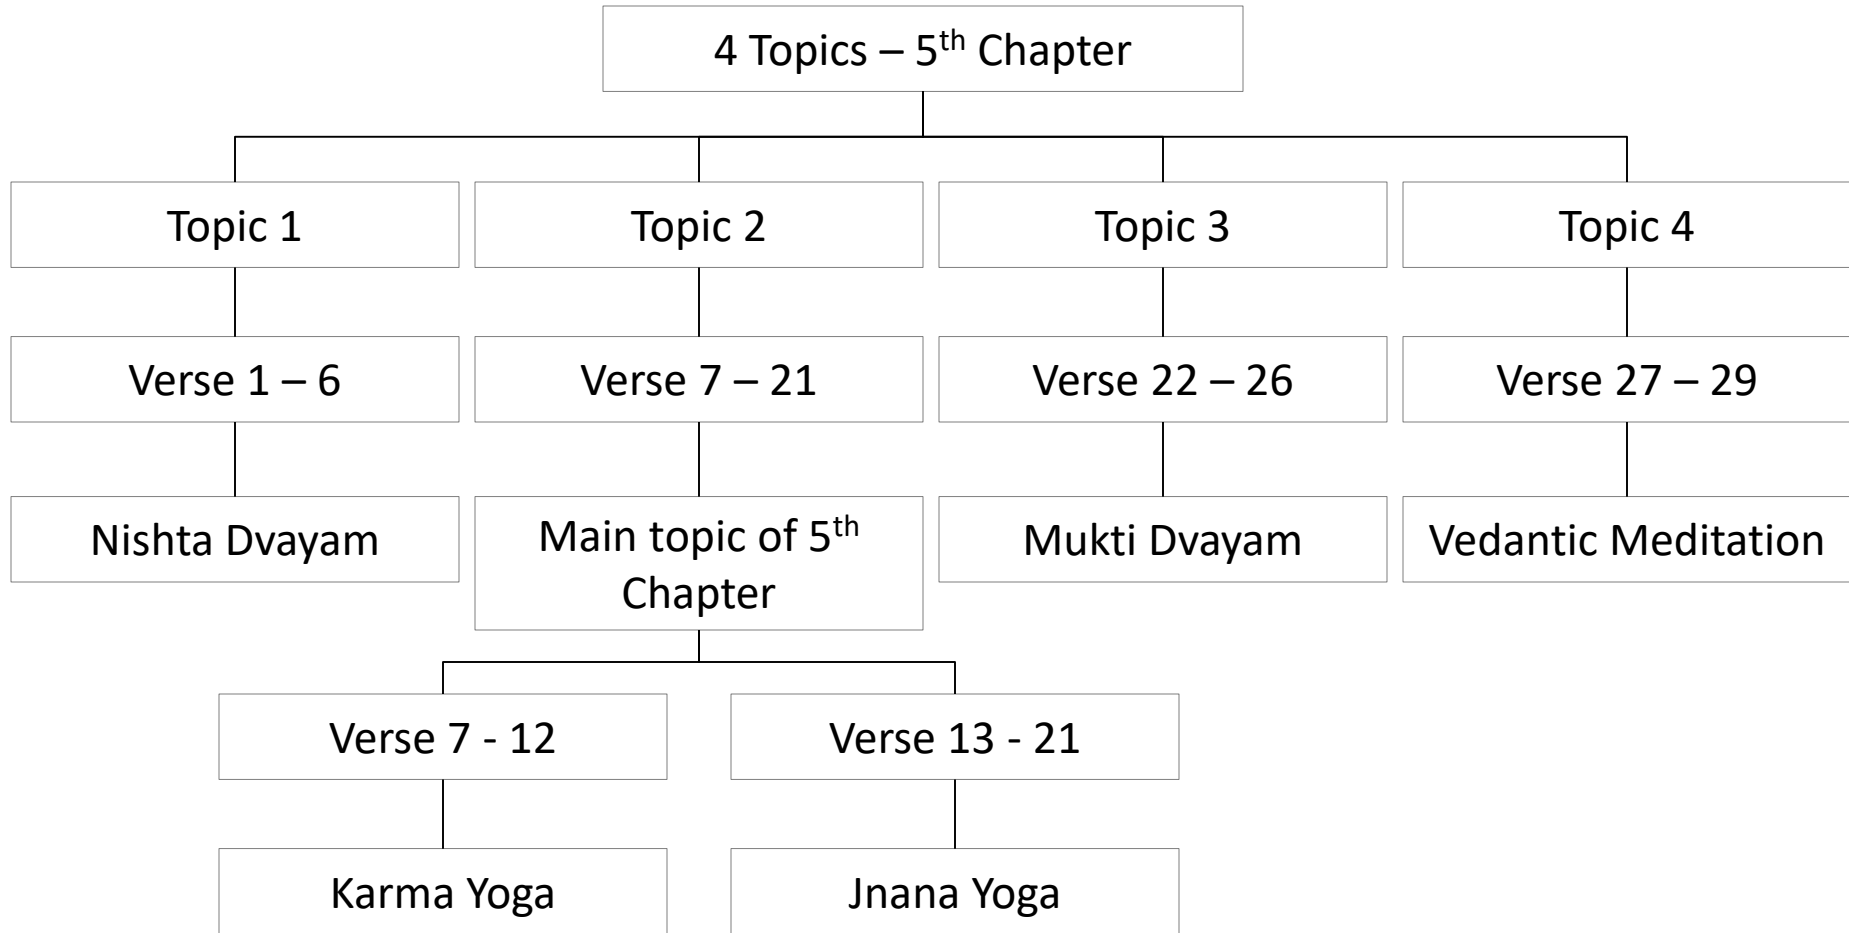 4 Topics – 5th Chapter
Topic 1
Topic 2
Topic 3
Topic 4
Verse 1 – 6
Verse 7 – 21
Verse 22 – 26
Verse 27 – 29
Nishta Dvayam
Main topic of 5th
Chapter
Mukti Dvayam
Vedantic Meditation
Verse 7 - 12
Verse 13 - 21
Karma Yoga
Jnana Yoga